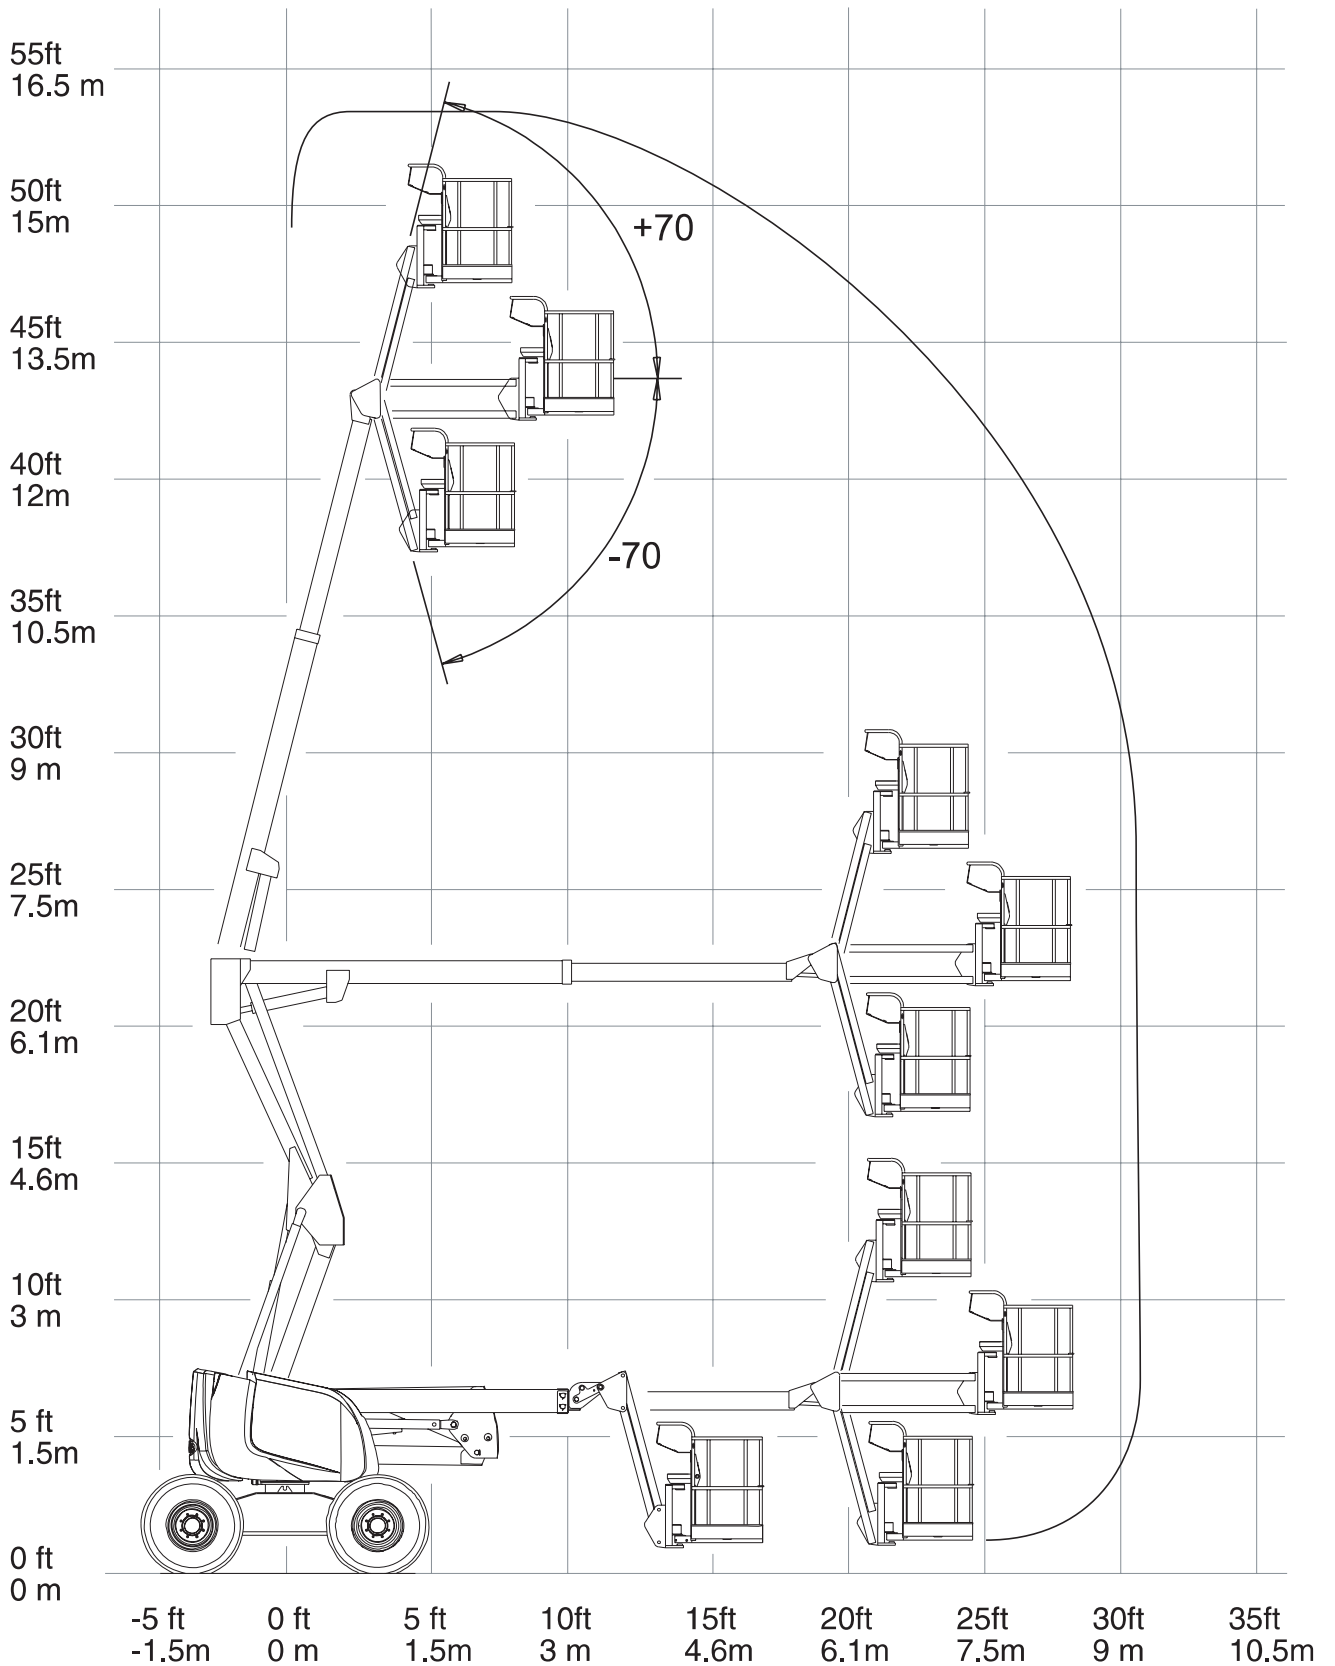 55ft
16.5 m
50ft
15m
+70
45ft
13.5m
40ft
12m
-70
35ft
10.5m
30ft
9 m
25ft
7.5m
20ft
6.1m
15ft
4.6m
10ft
3 m
5 ft
1.5m
0 ft
0 m
-5 ft 0 ft 5 ft 10ft 15ft 20ft 25ft 30ft 35ft
-1.5m 0 m 1.5m 3 m 4.6m 6.1m 7.5m 9 m 10.5m